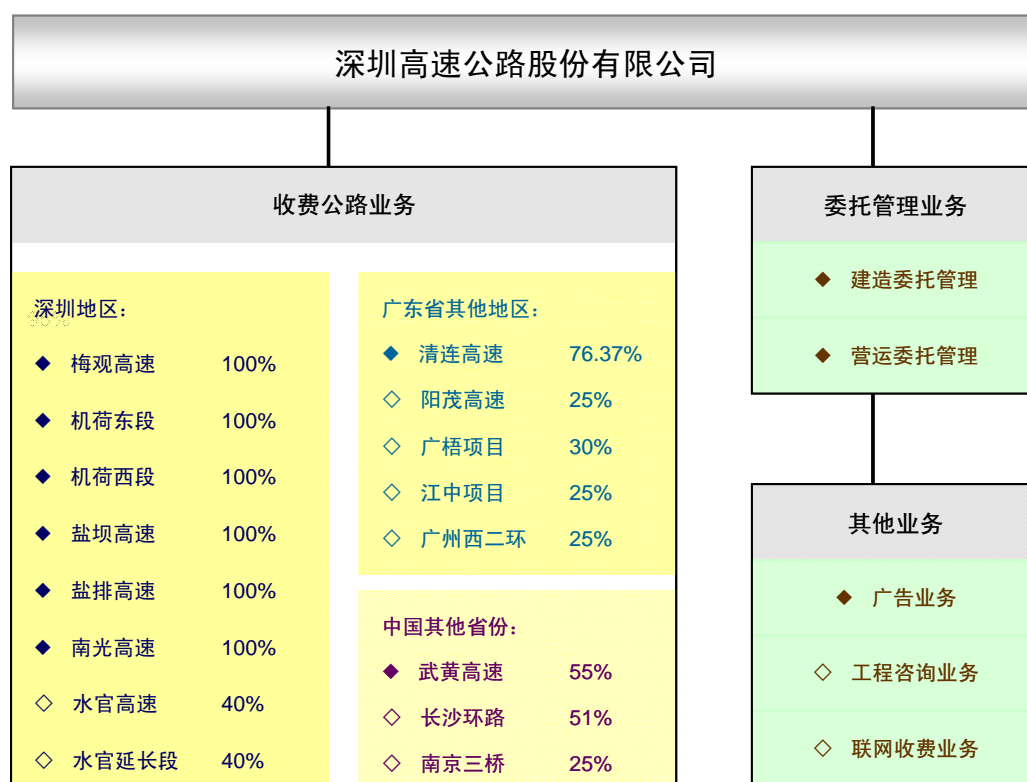 深圳高速公路股份有限公司
收费公路业务
深圳地区：
◆ 梅观高速 100%
◆ 机荷东段 100%
◆ 机荷西段 100%
◆ 盐坝高速 100%
◆ 盐排高速 100%
◆ 南光高速 100%
◇ 水官高速 40%
◇ 水官延长段 40%
广东省其他地区：
◆ 清连高速 76.37%
◇ 阳茂高速 25%
◇ 广梧项目 30%
◇ 江中项目 25%
◇ 广州西二环 25%
中国其他省份：
◆ 武黄高速 55%
◇ 长沙环路 51%
◇ 南京三桥 25%
委托管理业务
◆ 建造委托管理
◆ 营运委托管理
其他业务
◆ 广告业务
◇ 工程咨询业务
◇ 联网收费业务